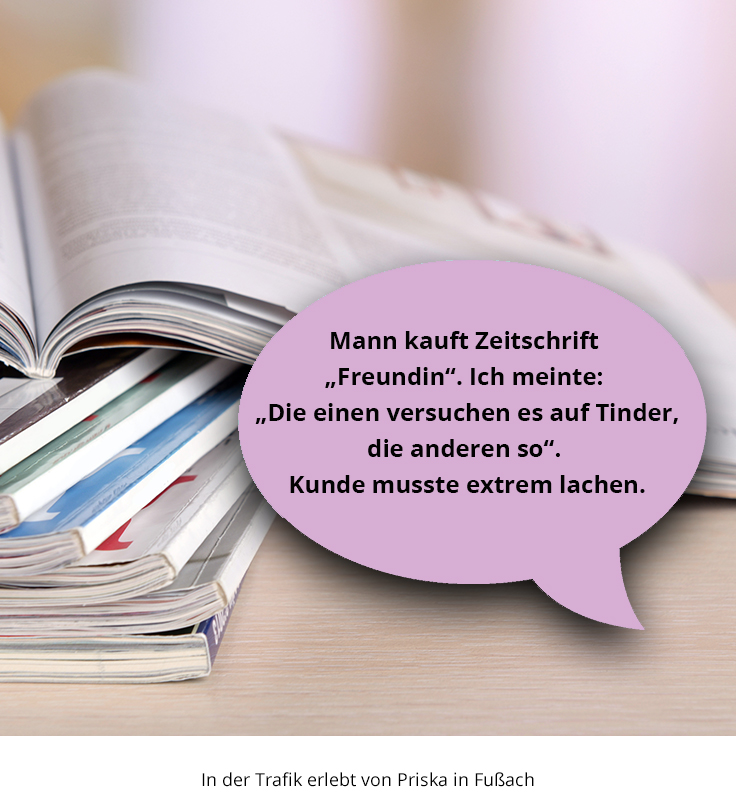 Mann kauft Zeitschrift
„Freundin“. Ich meinte:
„Die einen versuchen es auf Tinder,
die anderen so“.
Kunde musste extrem lachen.
In der Trafik erlebt von Priska in Fußach